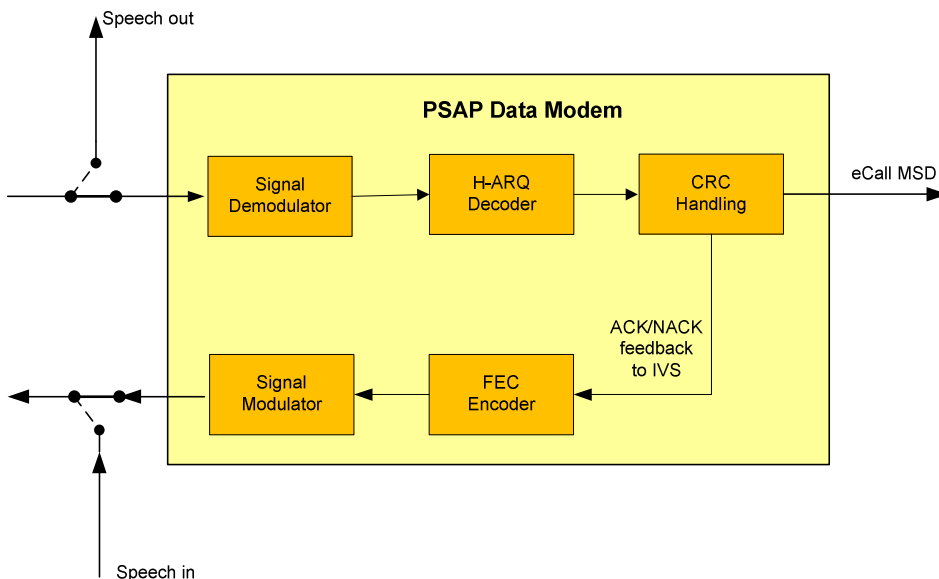 Speech out
PSAP Data Modem
Signal
Demodulator
H-ARQ
Decoder
CRC
Handling
eCall MSD
ACK/NACK
feedback
to IVS
Signal
Modulator
FEC
Encoder
Speech in